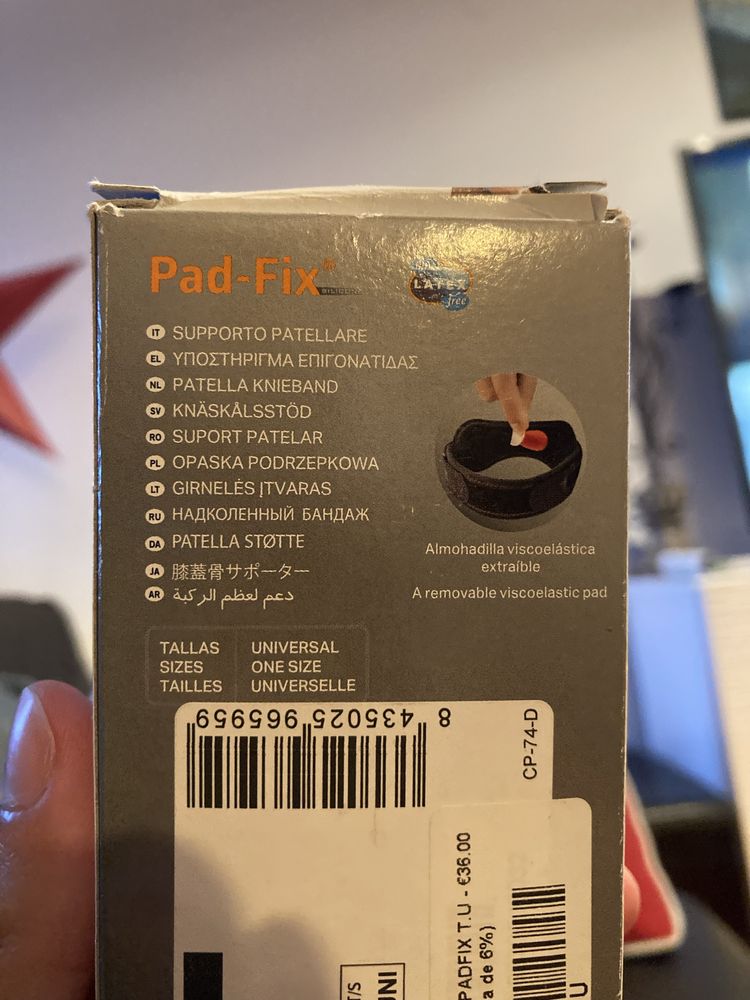 Pad-Fix®
LATEX
free
IT SUPPORTO PATELLARE
EL ΥΠΟΣΤΗΡΙΓΜΑ ΕΠΙΓΟΝΑΤΙΔΑΣ
NL PATELLA KNIEBAND
SV KNÄSKÅLSSTÖD
RO SUPORT PATELAR
PL OPASKA PODRZEPKOWA
LT GIRNELĖS ĮTVARAS
RU НАДКОЛЕННЫЙ БАНДАЖ
DA PATELLA STØTTE
JA 膝蓋骨サポーター
AR دعم لعظم الركبة
Almohadilla viscoelástica
extraíble
A removable viscoelastic pad
TALLAS UNIVERSAL
SIZES ONE SIZE
TAILLES UNIVERSELLE
8 435025 965959
CP-74-D
PADFIX T.U - €36.00
a de 6%)
T/S
UNI
U